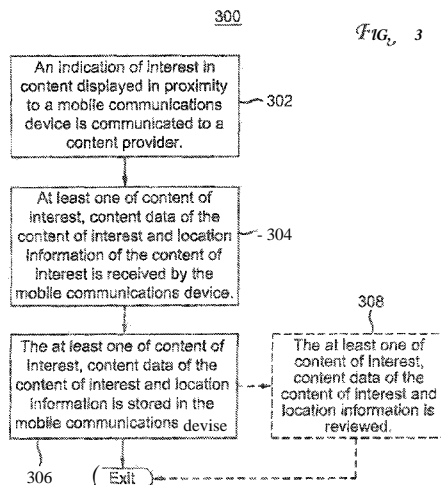 300
FIG. 3
An indication of interest in
content displayed in proximity
to a mobile communications
device is communicated to a
content provider.
302
At least one of content of
interest, content data of the
content of interest and location
information of the content of
interest is received by the
mobile communications device.
304
308
The at least one of content of
interest, content data of the
content of interest and location
information is stored in the
mobile communications devise
The at least one of
content of interest,
content data of the
content of interest and
location information is
reviewed.
306
Exit